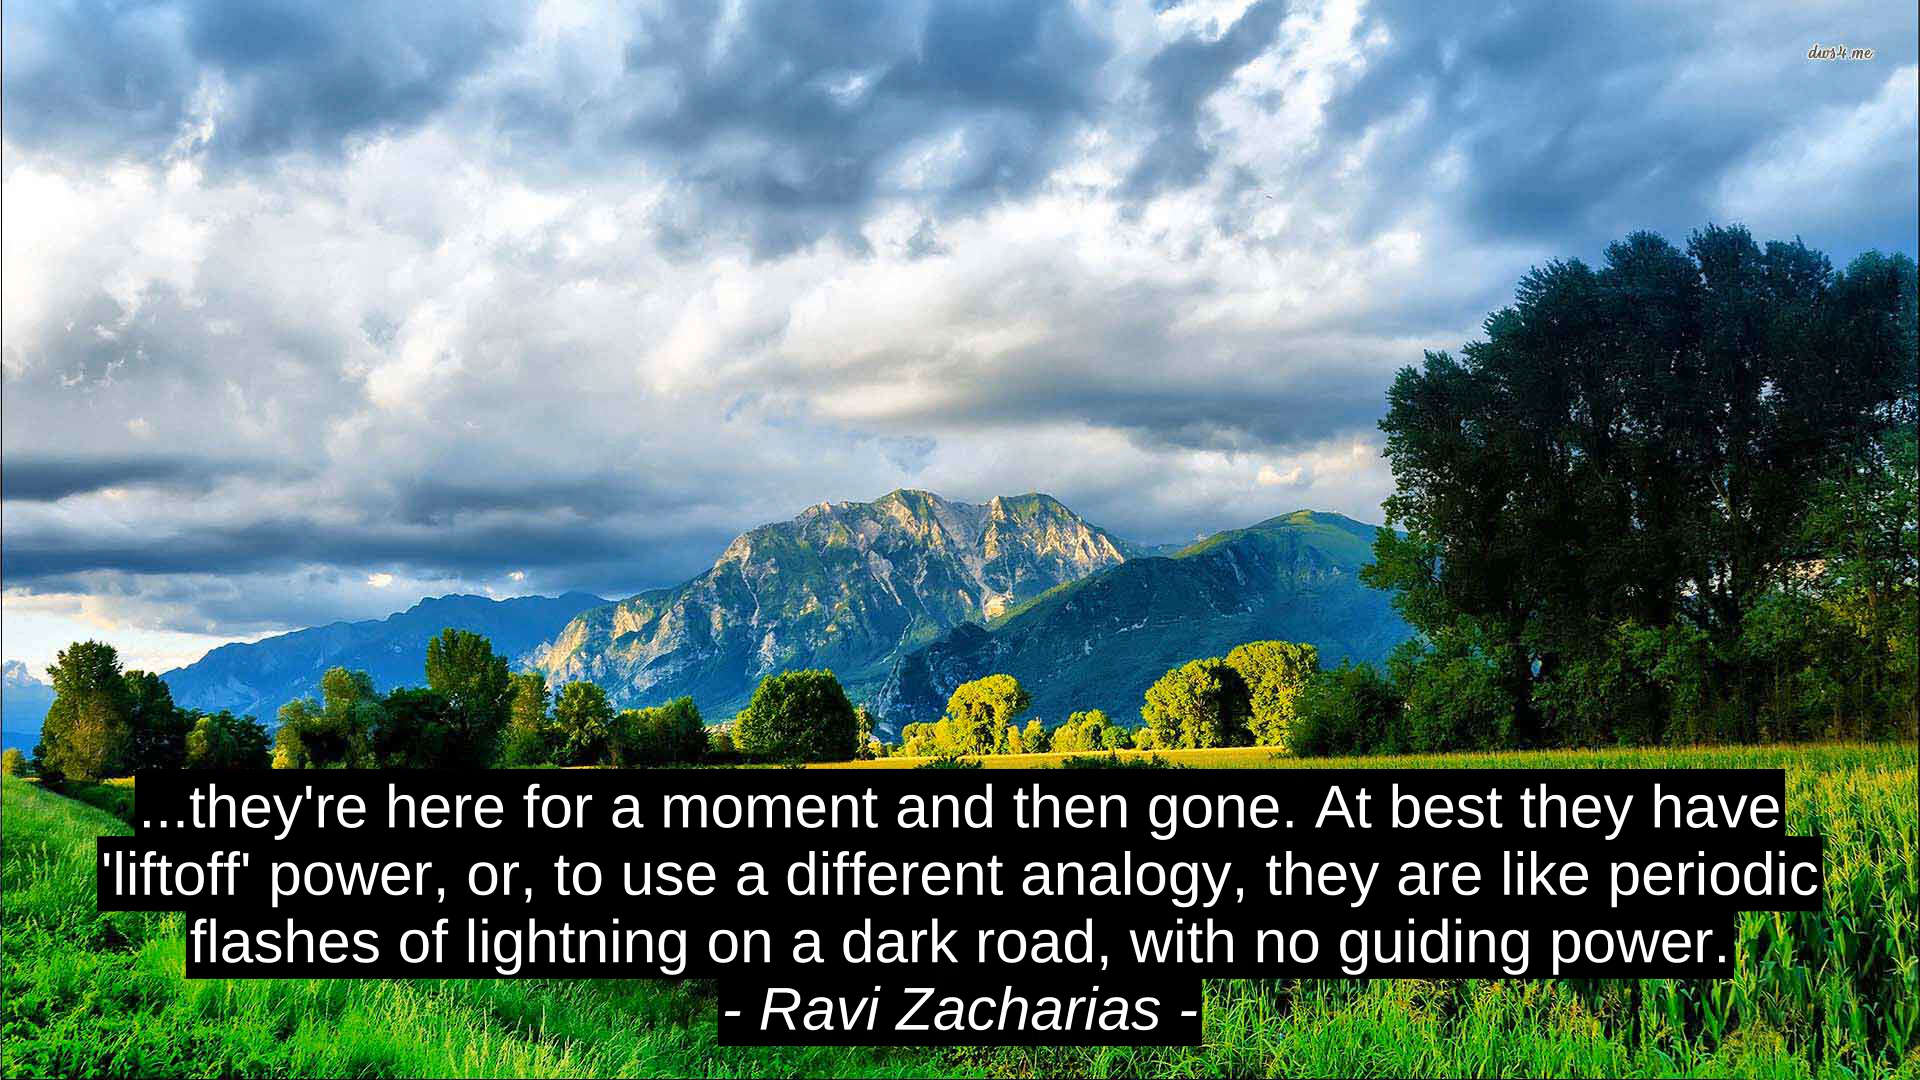 dws4.me
...they're here for a moment and then gone. At best they have
'liftoff' power, or, to use a different analogy, they are like periodic
flashes of lightning on a dark road, with no guiding power.
- Ravi Zacharias -